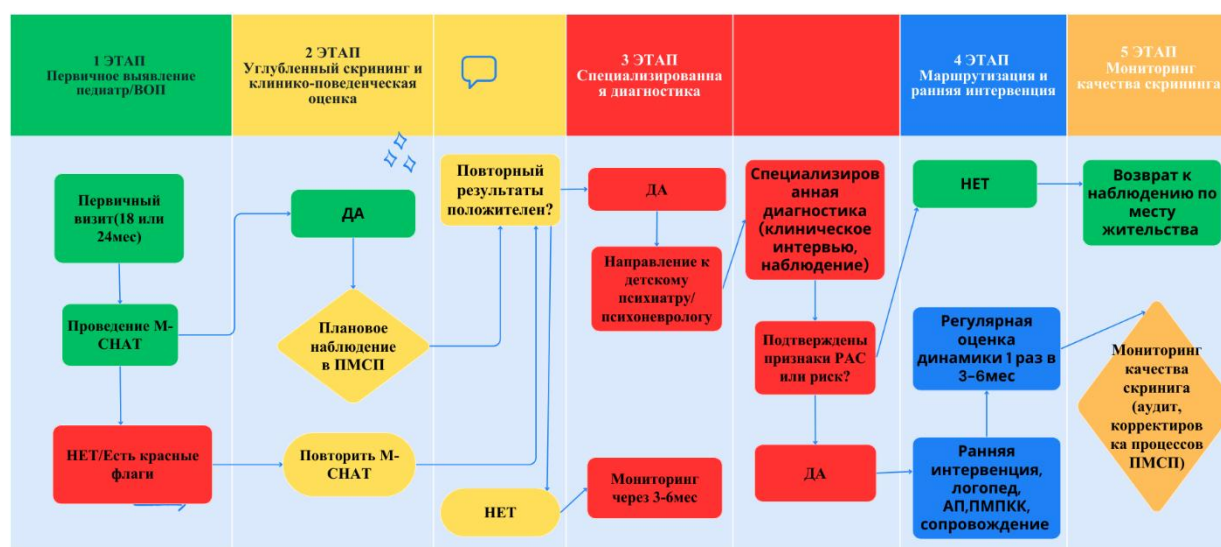 1 ЭТАП
Первичное выявление
педиатр/ВОП
2 ЭТАП
Углубленный скрининг и
клинико-поведенческая
оценка
3 ЭТАП
Специализированна
я диагностика
4 ЭТАП
Маршрутизация и
ранняя интервенция
5 ЭТАП
Мониторинг
качества скрининга
Первичный
визит(18 или
24мес)
Проведение М-
CHAT
НЕТ/Есть красные
флаги
ДА
Плановое
наблюдение
в ПМСП
Повторить М-
CHAT
Повторный
результаты
положителен?
НЕТ
ДА
Направление к
детскому
психиатру/
психоневрологу
Мониторинг
через 3-6мес
Специализиров
анная
диагностика
(клиническое
интервью,
наблюдение)
Подтверждены
признаки РАС
или риск?
ДА
НЕТ
Регулярная
оценка
динамики 1 раз в
3–6мес
Ранняя
интервенция,
логопед,
АП,ПМПКК,
сопровождение
Возврат к
наблюдению по
месту
жительства
Мониторинг
качества
скринига
(аудит,
корректиров
ка процессов
ПМСП)